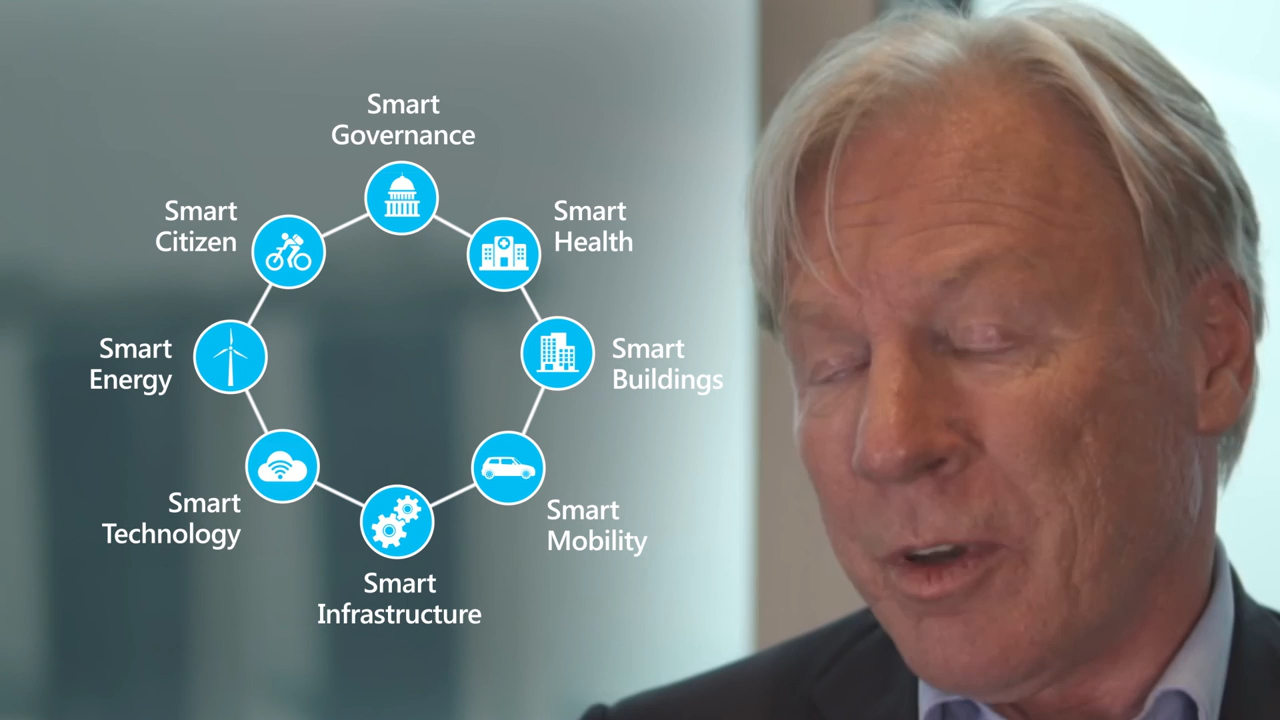 Smart
Governance
Smart
Health
Smart
Buildings
Smart
Mobility
Smart
Infrastructure
Smart
Technology
Smart
Energy
Smart
Citizen